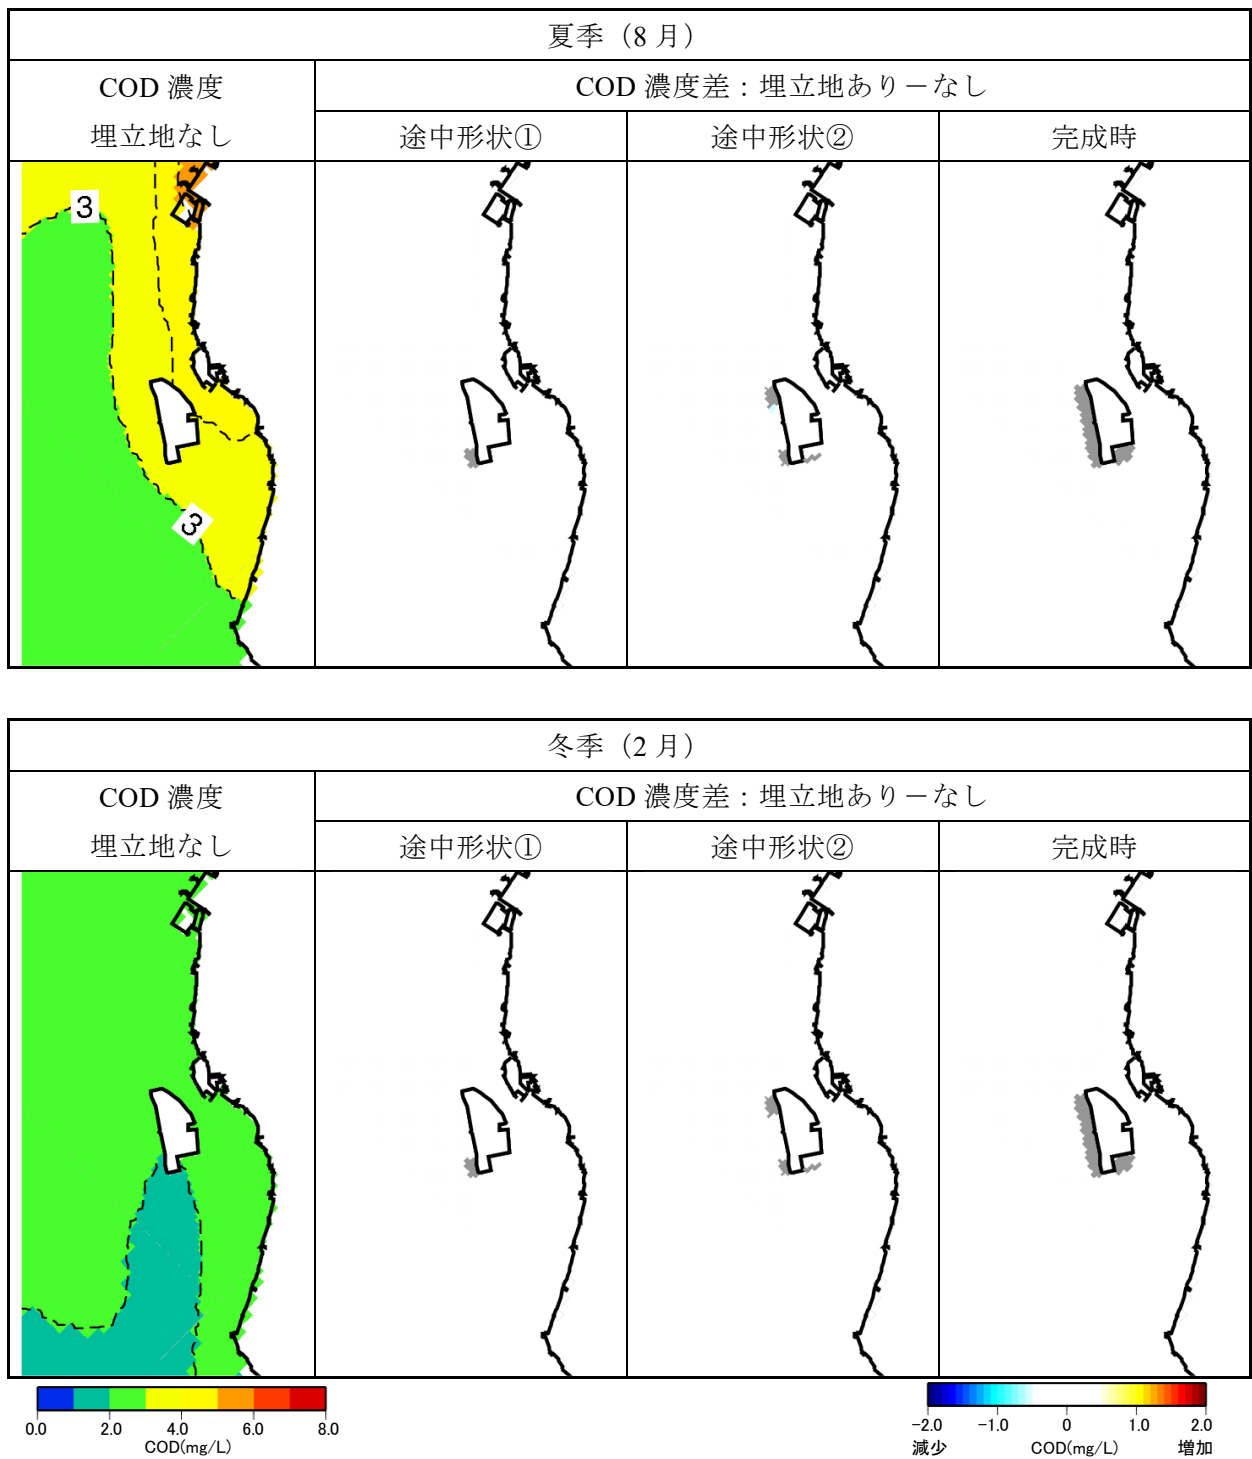 夏季（8 月）
COD 濃度
埋立地なし
COD 濃度差：埋立地あり－なし
途中形状①
途中形状②
完成時
3
3
冬季（2 月）
COD 濃度
埋立地なし
COD 濃度差：埋立地あり－なし
途中形状①
途中形状②
完成時
0.0 2.0 4.0 6.0 8.0
COD(mg/L)
-2.0 -1.0 0 1.0 2.0
減少 COD(mg/L) 増加